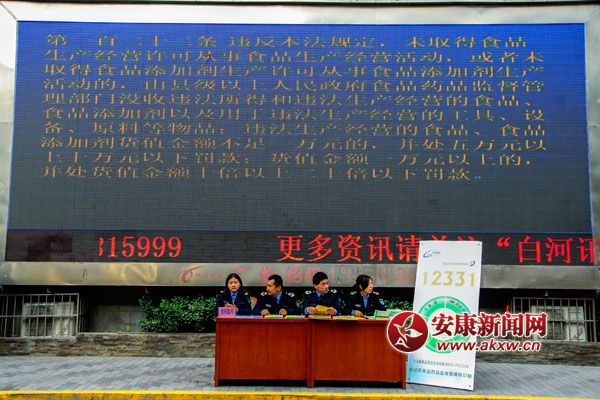 第一百二十二条 违反本法规定，未取得食品
生产经营许可从事食品生产经营活动，或者未
取得食品添加剂生产许可从事食品添加剂生产
活动的，由县级以上人民政府食品药品监督管
理部门没收违法所得和违法生产经营的食品、
食品添加剂以及用于违法生产经营的工具、设
备、原料等物品；违法生产经营的食品、食品
添加剂货值金额不足一万元的，并处五万元以
上十万元以下罚款；货值金额一万元以上的，
并处货值金额十倍以上二十倍以下罚款。
815999 更多资讯请关注“白河讯
12331
安康新闻网
www.akxw.cn